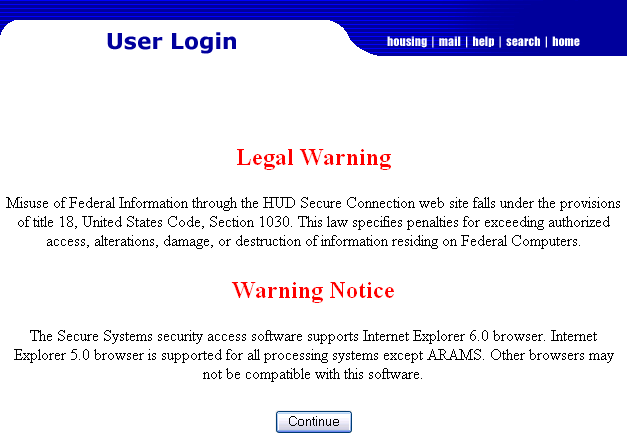 User Login
housing | mail | help | search | home
Legal Warning
Misuse of Federal Information through the HUD Secure Connection web site falls under the provisions
of title 18, United States Code, Section 1030. This law specifies penalties for exceeding authorized
access, alterations, damage, or destruction of information residing on Federal Computers.
Warning Notice
The Secure Systems security access software supports Internet Explorer 6.0 browser. Internet
Explorer 5.0 browser is supported for all processing systems except ARAMS. Other browsers may
not be compatible with this software.
Continue